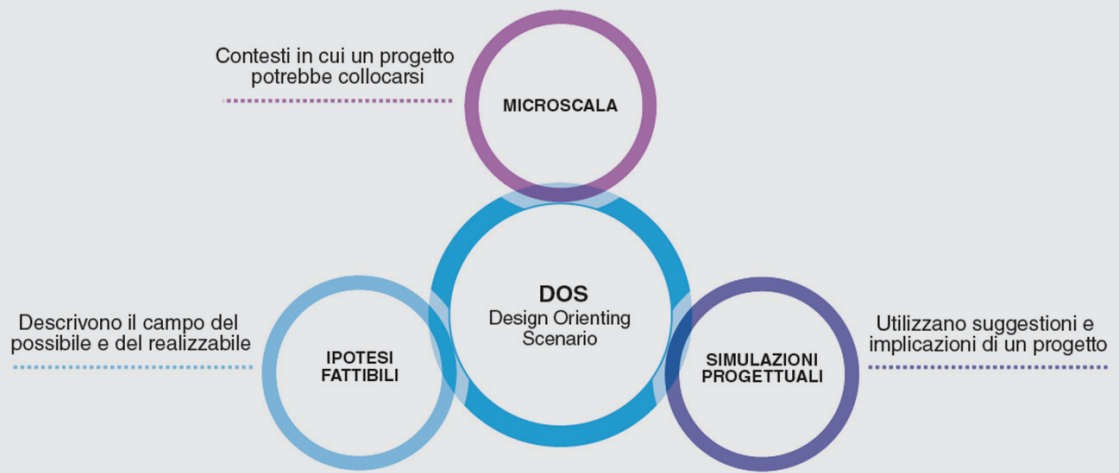 Contesti in cui un progetto
potrebbe collocarsi
MICROSCALA
DOS
Design Orienting
Scenario
Descrivono il campo del
possibile e del realizzabile
IPOTESI
FATTIBILI
SIMULAZIONI
PROGETTUALI
Utilizzano suggestioni e
implicazioni di un progetto